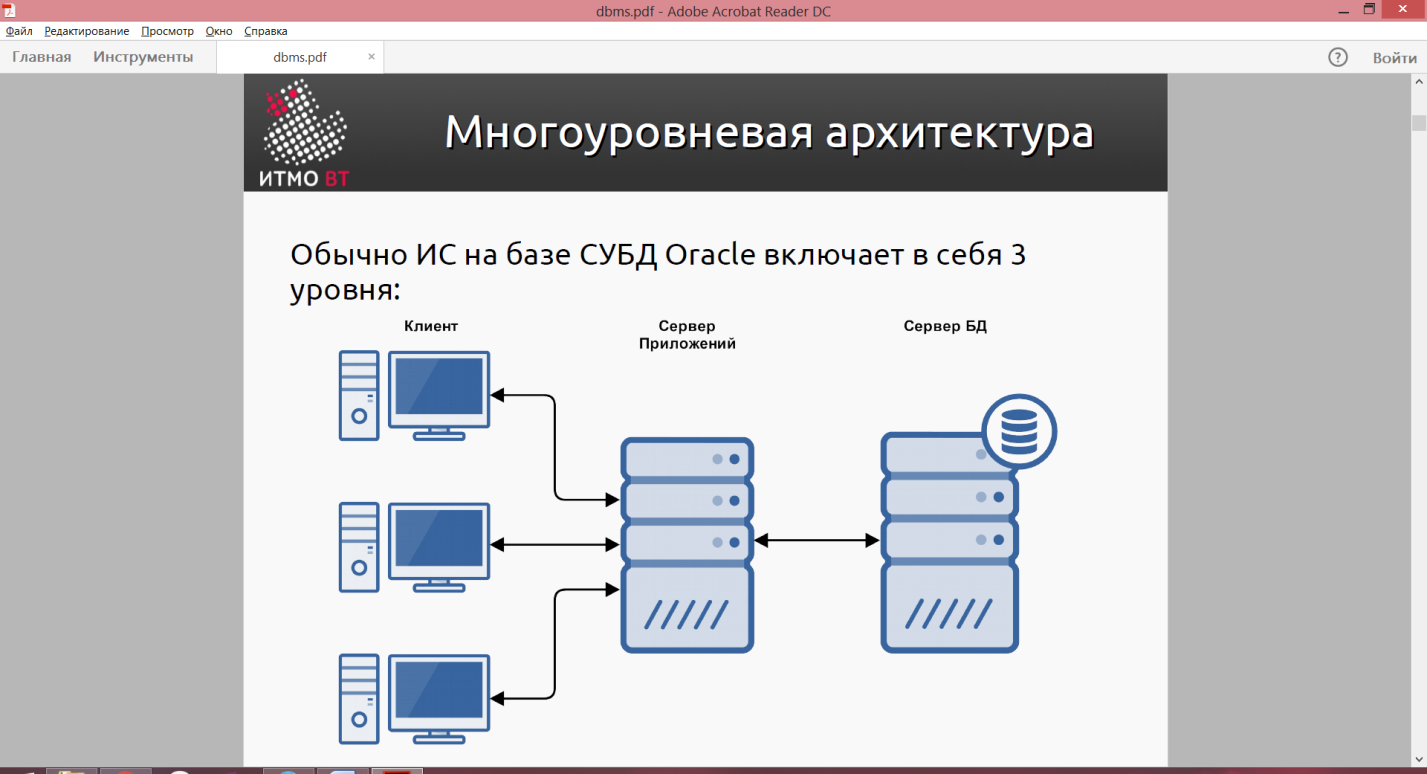 dbms.pdf - Adobe Acrobat Reader DC
Файл Редактирование Просмотр Окно Справка
Главная Инструменты dbms.pdf × ? Войти
Многоуровневая архитектура
ИТМО ВТ
Обычно ИС на базе СУБД Oracle включает в себя 3
уровня:
Клиент
Сервер
Приложений
Сервер БД